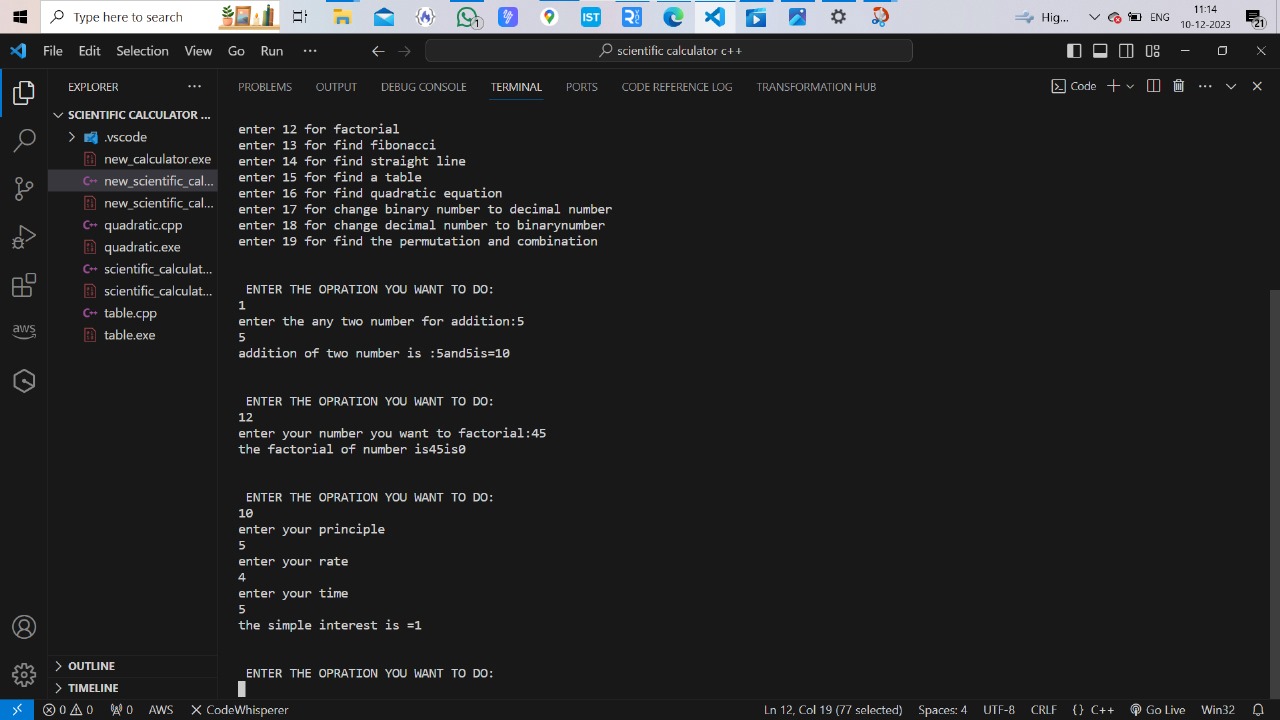 Type here to search
1
IST
Hig...
ENG
11:14
10-12-2023
21
File Edit Selection View Go Run ...
scientific calculator c++
EXPLORER ...
SCIENTIFIC CALCULATOR ...
.vscode
new_calculator.exe
new_scientific_cal...
new_scientific_cal...
quadratic.cpp
quadratic.exe
scientific_calculat...
scientific_calculat...
table.cpp
table.exe
OUTLINE
TIMELINE
aws
PROBLEMS OUTPUT DEBUG CONSOLE TERMINAL PORTS CODE REFERENCE LOG TRANSFORMATION HUB
Code
enter 12 for factorial
enter 13 for find fibonacci
enter 14 for find straight line
enter 15 for find a table
enter 16 for find quadratic equation
enter 17 for change binary number to decimal number
enter 18 for change decimal number to binarynumber
enter 19 for find the permutation and combination
ENTER THE OPRATION YOU WANT TO DO:
1
enter the any two number for addition:5
5
addition of two number is :5and5is=10
ENTER THE OPRATION YOU WANT TO DO:
12
enter your number you want to factorial:45
the factorial of number is45is0
ENTER THE OPRATION YOU WANT TO DO:
10
enter your principle
5
enter your rate
4
enter your time
5
the simple interest is =1
ENTER THE OPRATION YOU WANT TO DO:
0 0 0 AWS CodeWhisperer Ln 12, Col 19 (77 selected) Spaces: 4 UTF-8 CRLF {} C++ Go Live Win32